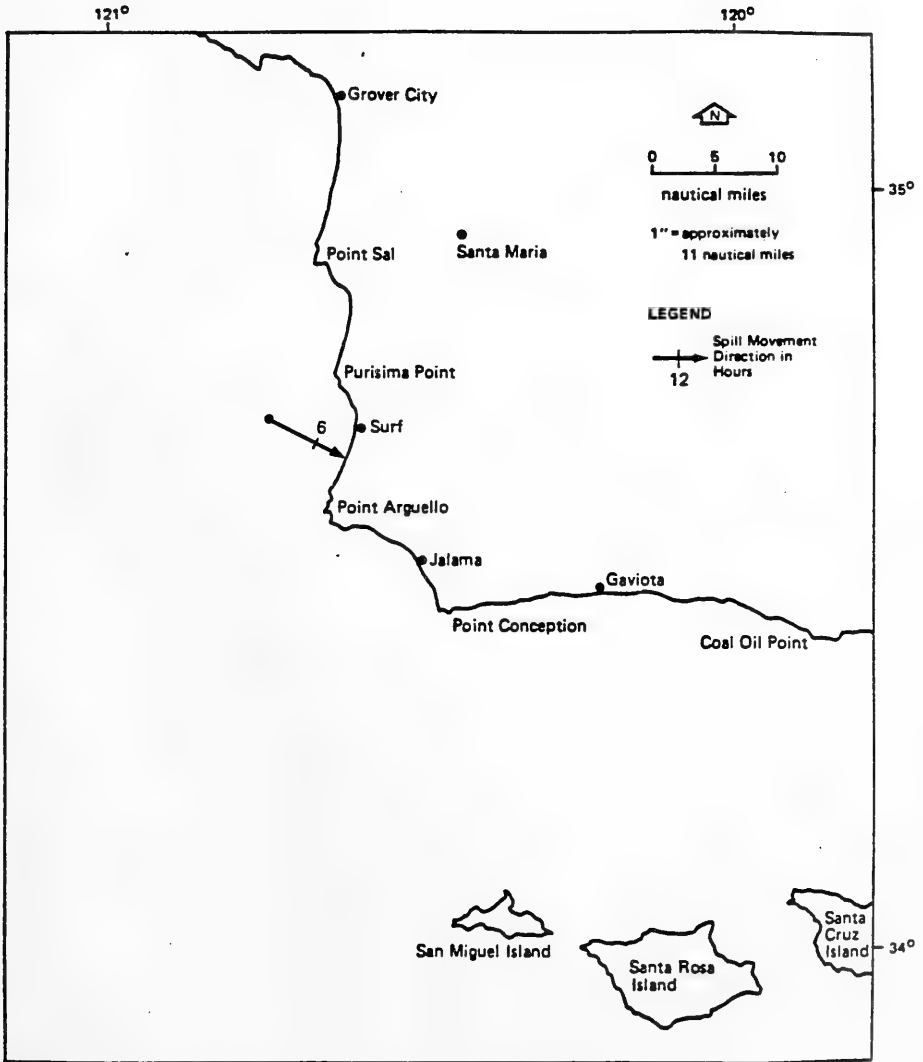 121°
120°
Grover City
N
0 5 10
nautical miles
35°
1" = approximately
11 nautical miles
Point Sal
Santa Maria
LEGEND
Spill Movement
Direction in
Hours
12
Purisima Point
6
Surf
Point Arguello
Jalama
Gaviota
Point Conception
Coal Oil Point
San Miguel Island
Santa Rosa
Island
Santa
Cruz
Island
34°